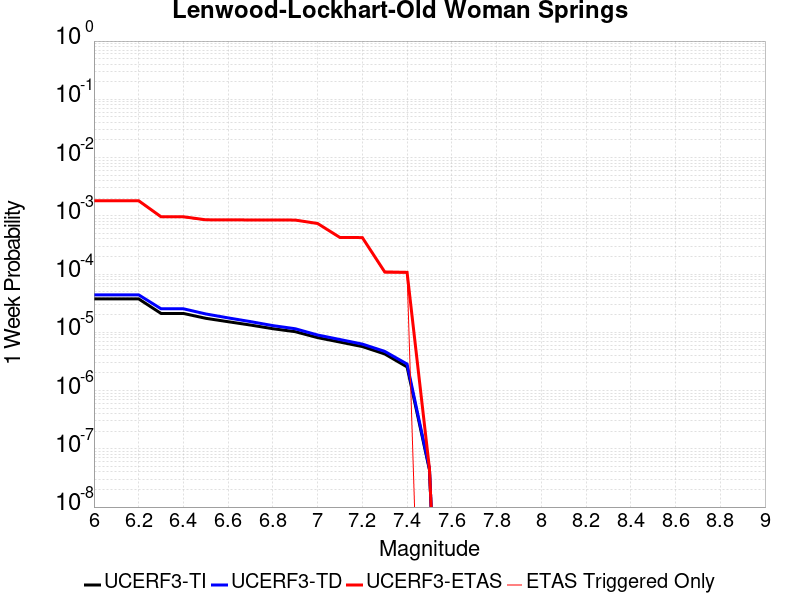 Lenwood-Lockhart-Old Woman Springs
10^0
10^-1
10^-2
10^-3
10^-4
10^-5
10^-6
10^-7
10^-8
1 Week Probability
6 6.2 6.4 6.6 6.8 7 7.2 7.4 7.6 7.8 8 8.2 8.4 8.6 8.8 9
Magnitude
UCERF3-TI UCERF3-TD UCERF3-ETAS ETAS Triggered Only